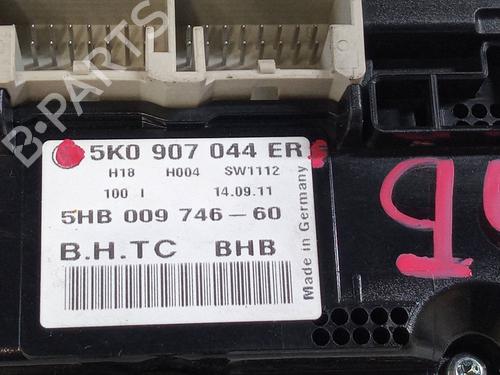 B-PARTS
5K0 907 044 ER
H18 H004 SW1112
100 I 14.09.11
5HB 009 746-60
B.H.TC BHB
Made in Germany